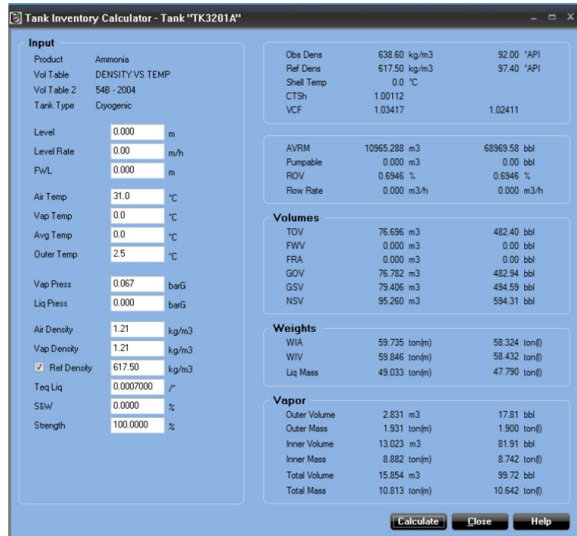 Tank Inventory Calculator - Tank "TK3201A"
Input
Product Ammonia
Vol Table DENSITY VS TEMP
Vol Table 2 54B - 2004
Tank Type Cryogenic
Level 0.000 m
Level Rate 0.00 m/h
FWL 0.000 m
Air Temp 31.0 °C
Vap Temp 0.0 °C
Avg Temp 0.0 °C
Outer Temp 2.5 °C
Vap Press 0.067 barG
Liq Press 0.000 barG
Air Density 1.21 kg/m3
Vap Density 1.21 kg/m3
Ref Density 617.50 kg/m3
Teq Liq 0.0007000 /°
S&W 0.0000 %
Strength 100.0000 %
Obs Dens 638.60 kg/m3 92.00 °API
Ref Dens 617.50 kg/m3 97.40 °API
Shell Temp 0.0 °C
CTSh 1.00112
VCF 1.03417 1.02411
AVRM 10965.288 m3 68969.58 bbl
Pumpable 0.000 m3 0.00 bbl
ROV 0.6946 % 0.6946 %
Flow Rate 0.000 m3/h 0.000 m3/h
Volumes
TOV 76.696 m3 482.40 bbl
FWV 0.000 m3 0.00 bbl
FRA 0.000 m3 0.00 bbl
GOV 76.782 m3 482.94 bbl
GSV 79.406 m3 494.59 bbl
NSV 95.260 m3 594.31 bbl
Weights
WIA 59.735 ton(m) 58.324 ton(l)
WIV 59.846 ton(m) 58.432 ton(l)
Liq Mass 49.033 ton(m) 47.790 ton(l)
Vapor
Outer Volume 2.831 m3 17.81 bbl
Outer Mass 1.931 ton(m) 1.900 ton(l)
Inner Volume 13.023 m3 81.91 bbl
Inner Mass 8.882 ton(m) 8.742 ton(l)
Total Volume 15.854 m3 99.72 bbl
Total Mass 10.813 ton(m) 10.642 ton(l)
Calculate Close Help